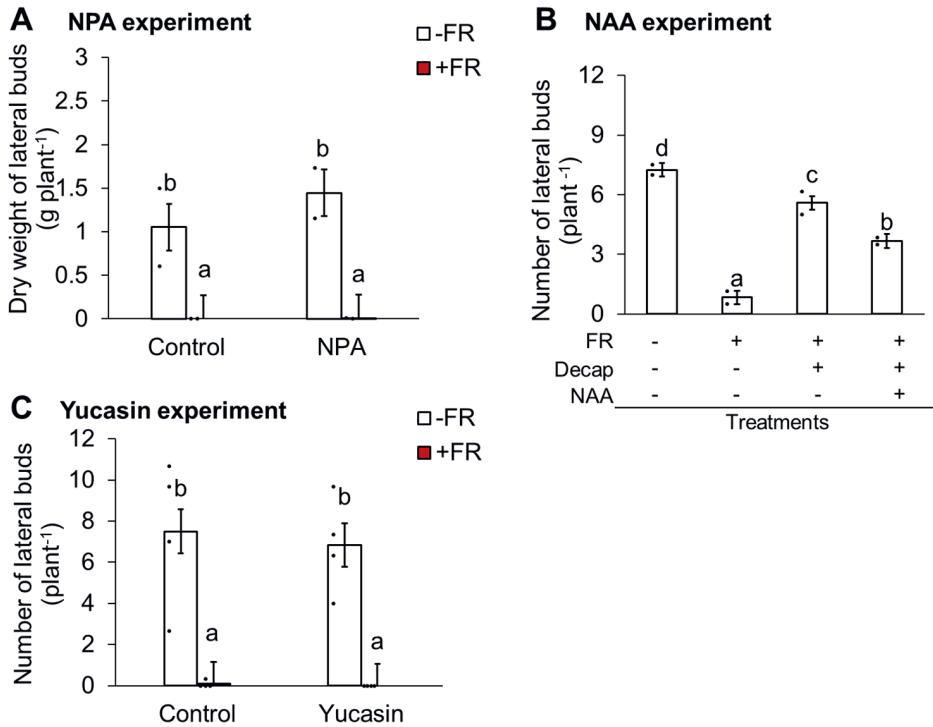 A NPA experiment
-FR
+FR
Dry weight of lateral buds
(g plant⁻¹)
3
2.5
2
1.5
1
0.5
0
b
a
b
a
Control NPA
B NAA experiment
Number of lateral buds
(plant ⁻¹)
12
9
6
3
0
d
a
c
b
FR - + + +
Decap - - + +
NAA - - - +
Treatments
C Yucasin experiment
-FR
+FR
Number of lateral buds
(plant⁻¹)
12
10
8
6
4
2
0
b
a
b
a
Control Yucasin